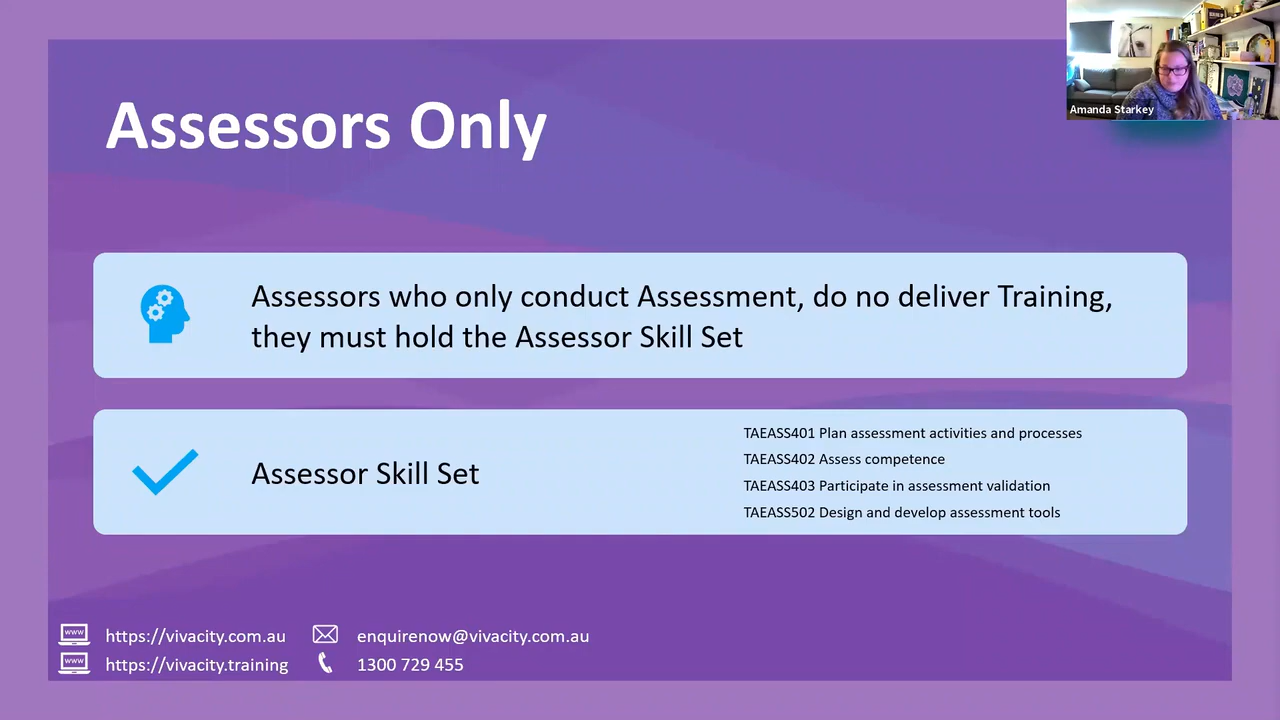 Amanda Starkey
Assessors Only
Assessors who only conduct Assessment, do no deliver Training,
they must hold the Assessor Skill Set
Assessor Skill Set
TAEASS401 Plan assessment activities and processes
TAEASS402 Assess competence
TAEASS403 Participate in assessment validation
TAEASS502 Design and develop assessment tools
www https://vivacity.com.au enquirenow@vivacity.com.au
www https://vivacity.training 1300 729 455